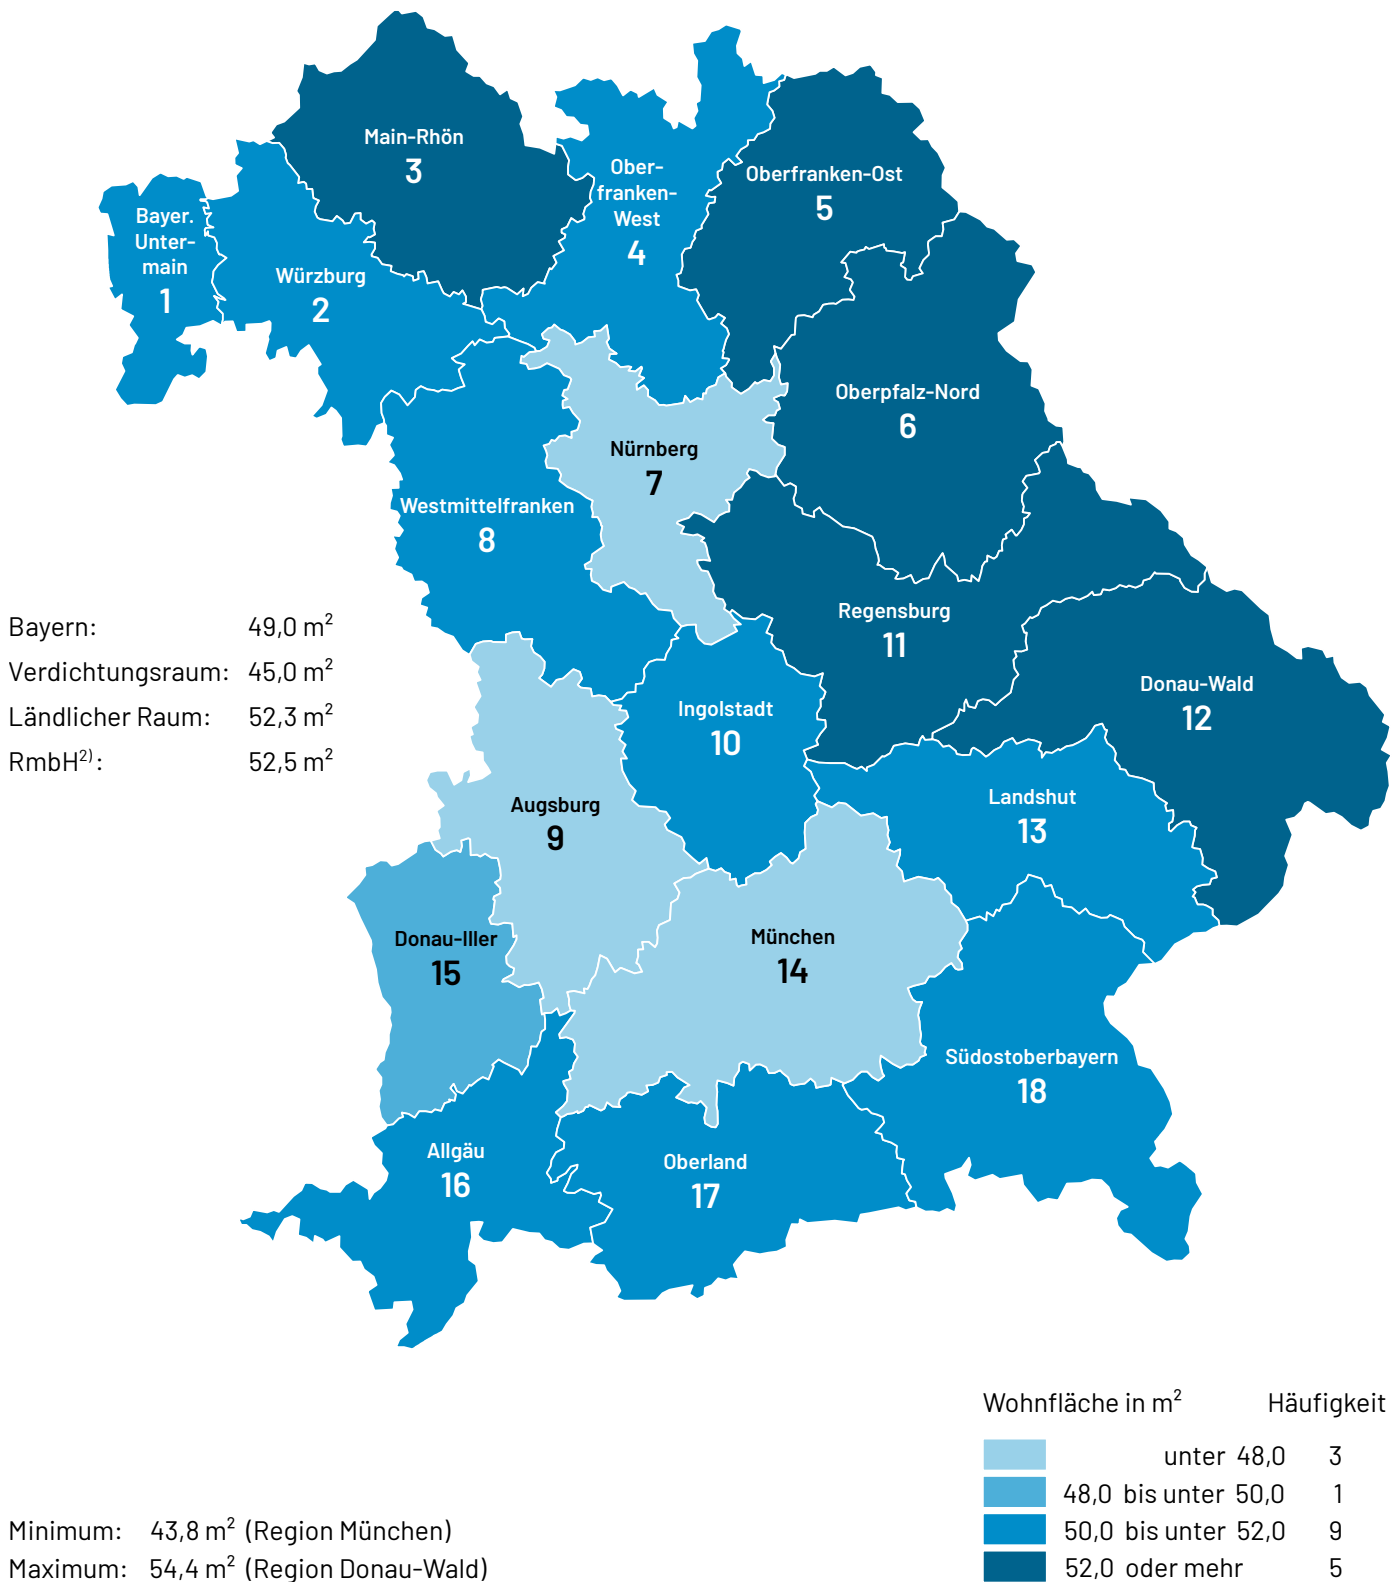 Main-Rhön
3
Ober-
franken-
West
4
Oberfranken-Ost
5
Bayer.
Unter-
main
1
Würzburg
2
Oberpfalz-Nord
6
Nürnberg
7
Westmittelfranken
8
Regensburg
11
Bayern: 49,0 m²
Verdichtungsraum: 45,0 m²
Ländlicher Raum: 52,3 m²
RmbH²⁾: 52,5 m²
Donau-Wald
12
Ingolstadt
10
Landshut
13
Augsburg
9
Donau-Iller
15
München
14
Südostoberbayern
18
Allgäu
16
Oberland
17
Wohnfläche in m² Häufigkeit
unter 48,0 3
48,0 bis unter 50,0 1
50,0 bis unter 52,0 9
52,0 oder mehr 5
Minimum: 43,8 m² (Region München)
Maximum: 54,4 m² (Region Donau-Wald)